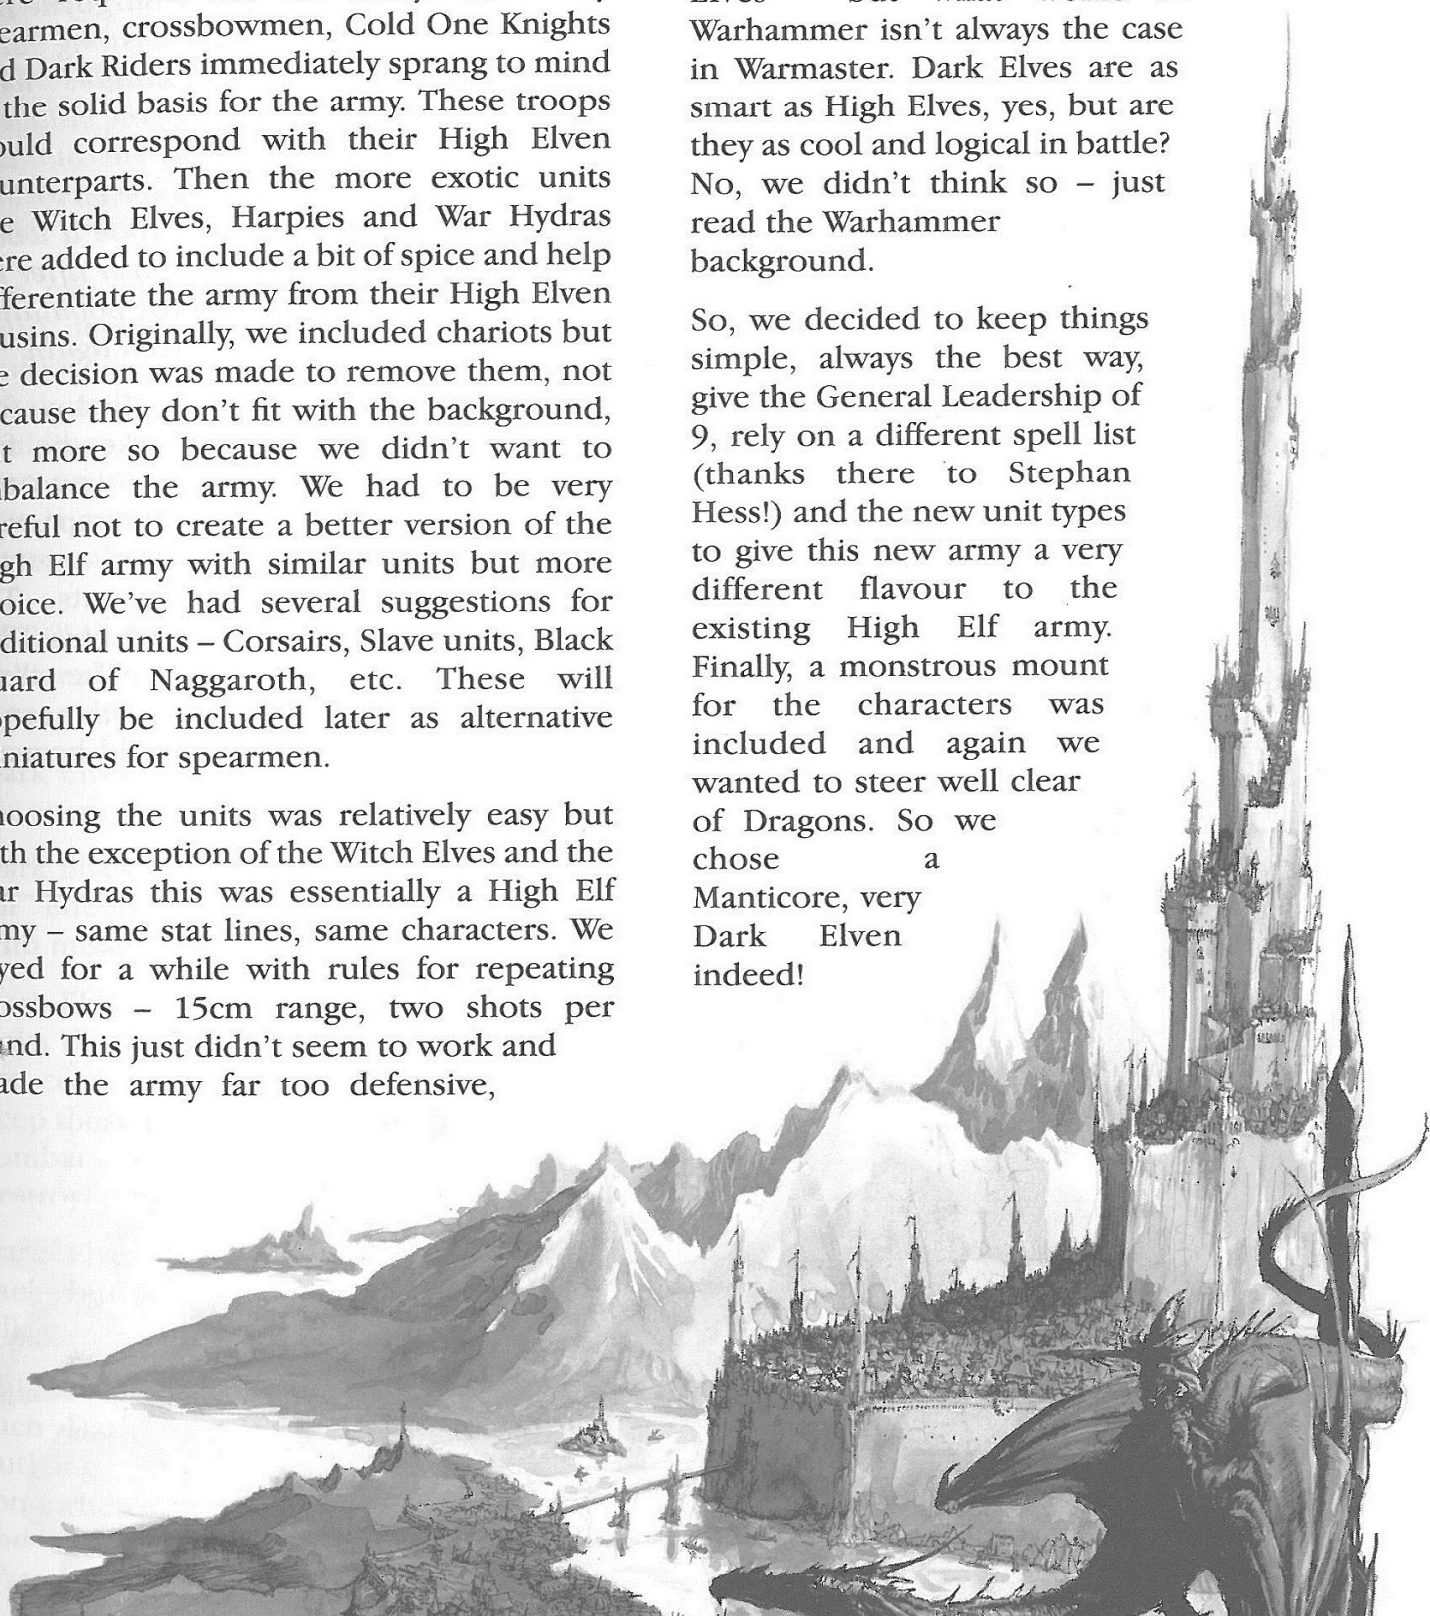 earmen, crossbowmen, Cold One Knights
d Dark Riders immediately sprang to mind
the solid basis for the army. These troops
ould correspond with their High Elven
unterparts. Then the more exotic units
e Witch Elves, Harpies and War Hydras
ere added to include a bit of spice and help
fferentiate the army from their High Elven
usins. Originally, we included chariots but
e decision was made to remove them, not
cause they don't fit with the background,
t more so because we didn't want to
balance the army. We had to be very
reful not to create a better version of the
gh Elf army with similar units but more
oice. We've had several suggestions for
ditional units – Corsairs, Slave units, Black
uard of Naggaroth, etc. These will
pefully be included later as alternative
niatures for spearmen.
hoosing the units was relatively easy but
th the exception of the Witch Elves and the
ar Hydras this was essentially a High Elf
my – same stat lines, same characters. We
yed for a while with rules for repeating
ossbows – 15cm range, two shots per
und. This just didn't seem to work and
ade the army far too defensive,
Warhammer isn't always the case
in Warmaster. Dark Elves are as
smart as High Elves, yes, but are
they as cool and logical in battle?
No, we didn't think so – just
read the Warhammer
background.
So, we decided to keep things
simple, always the best way,
give the General Leadership of
9, rely on a different spell list
(thanks there to Stephan
Hess!) and the new unit types
to give this new army a very
different flavour to the
existing High Elf army.
Finally, a monstrous mount
for the characters was
included and again we
wanted to steer well clear
of Dragons. So we
chose a
Manticore, very
Dark Elven
indeed!